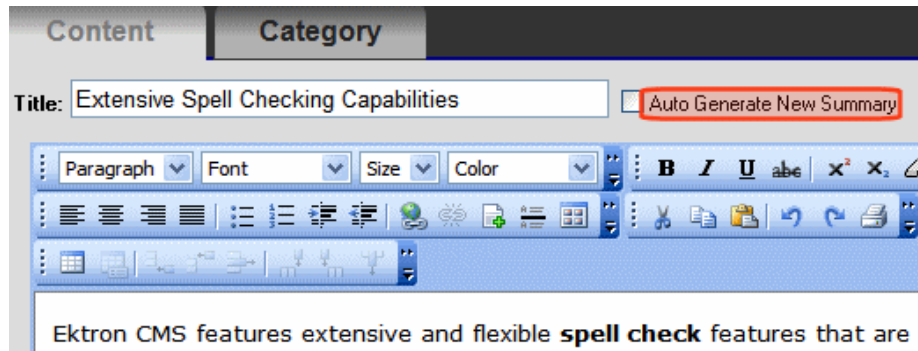 Content Category
Title: Extensive Spell Checking Capabilities Auto Generate New Summary
Paragraph Font Size Color B I U abc x² x₂
Ektron CMS features extensive and flexible spell check features that are